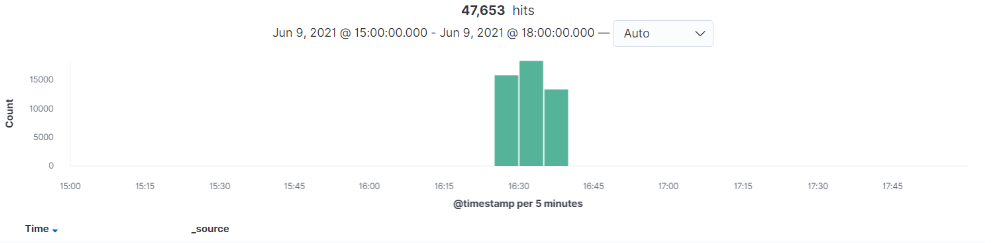 47,653 hits
Jun 9, 2021 @ 15:00:00.000 - Jun 9, 2021 @ 18:00:00.000 — Auto
Count
15000
10000
5000
0
15:00 15:15 15:30 15:45 16:00 16:15 16:30 16:45 17:00 17:15 17:30 17:45
@timestamp per 5 minutes
Time _source